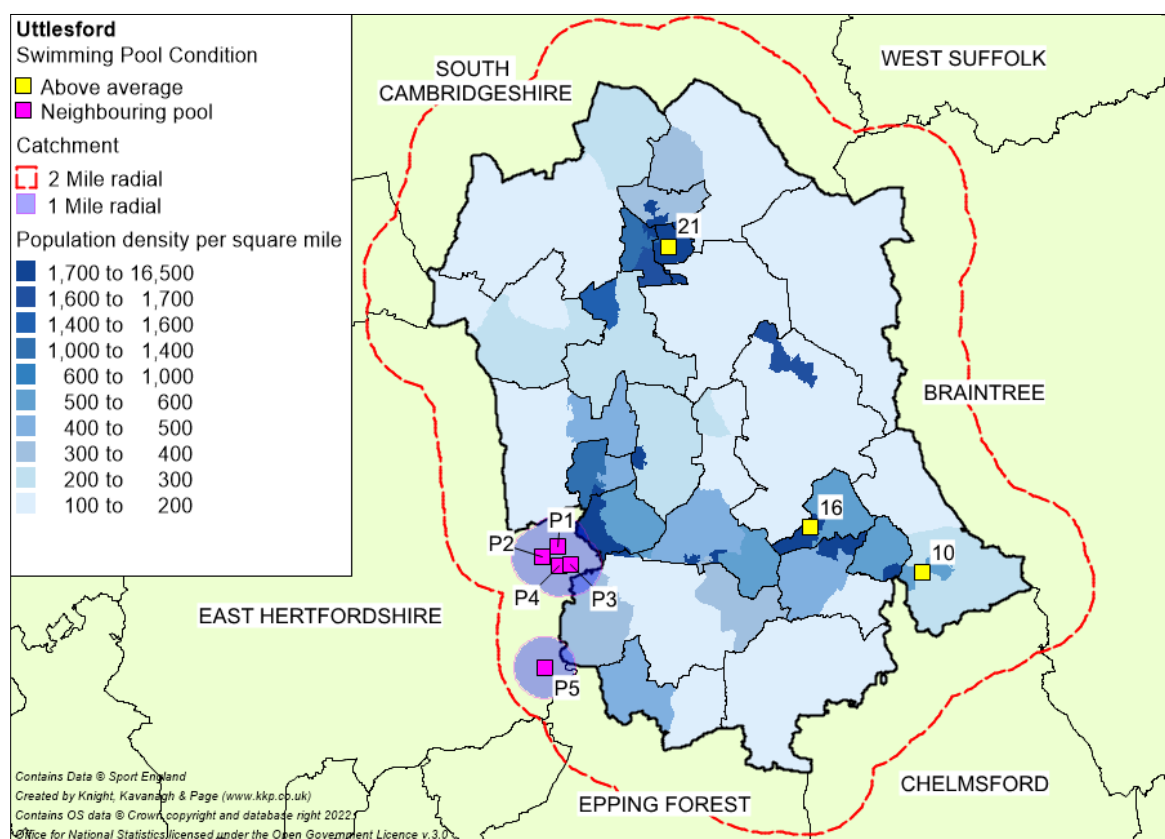 Uttlesford
Swimming Pool Condition
Above average
Neighbouring pool
Catchment
2 Mile radial
1 Mile radial
Population density per square mile
1,700 to 16,500
1,600 to 1,700
1,400 to 1,600
1,000 to 1,400
600 to 1,000
500 to 600
400 to 500
300 to 400
200 to 300
100 to 200
WEST SUFFOLK
SOUTH
CAMBRIDGESHIRE
21
BRAINTREE
16
P1
P2
10
P4
P3
EAST HERTFORDSHIRE
P5
CHELMSFORD
EPPING FOREST
Contains Data © Sport England
Created by Knight, Kavanagh & Page (www.kkp.co.uk)
Contains OS data © Crown copyright and database right 2022
Office for National Statistics licensed under the Open Government Licence v.3.0